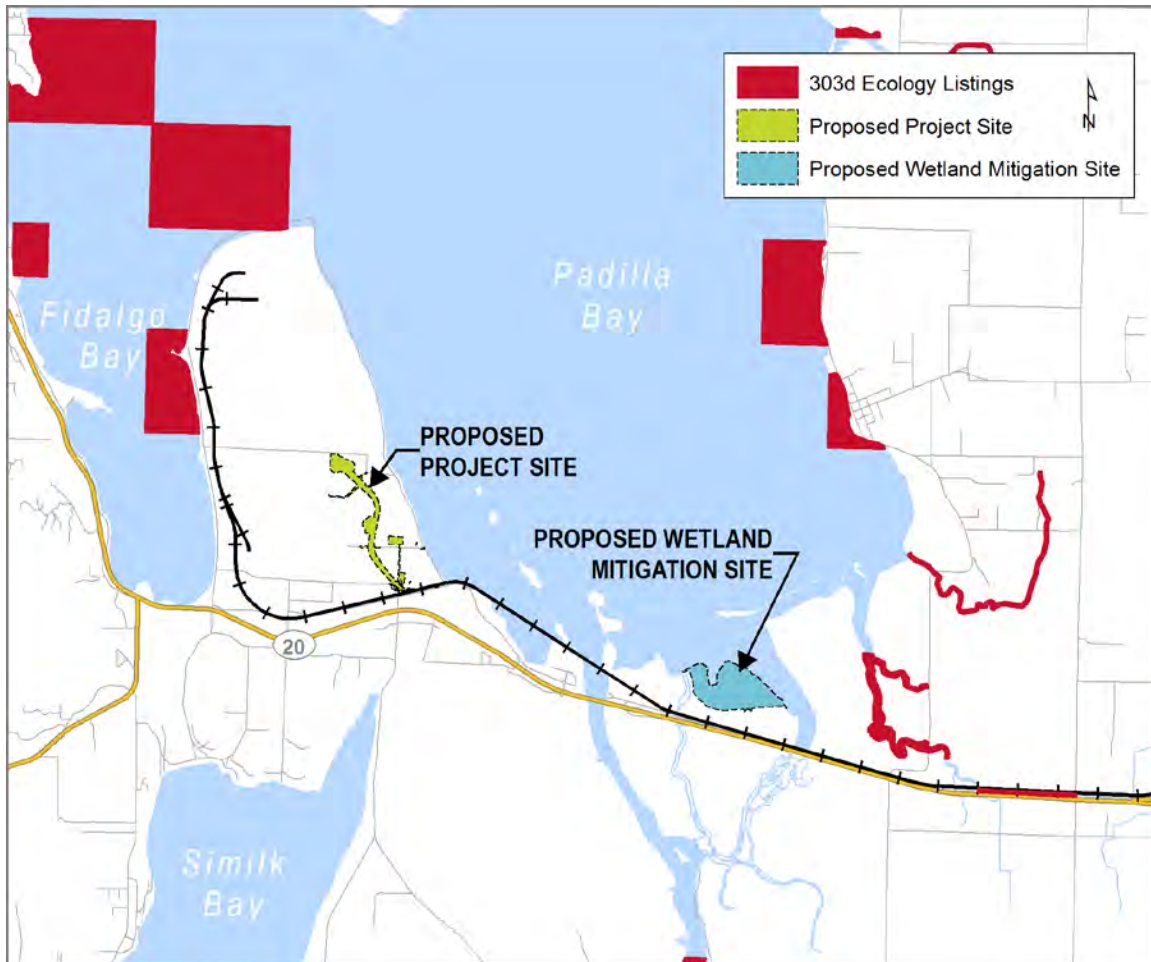 303d Ecology Listings
Proposed Project Site
Proposed Wetland Mitigation Site
N
Padilla
Bay
Fidalgo
Bay
PROPOSED
PROJECT SITE
PROPOSED WETLAND
MITIGATION SITE
20
Similk
Bay